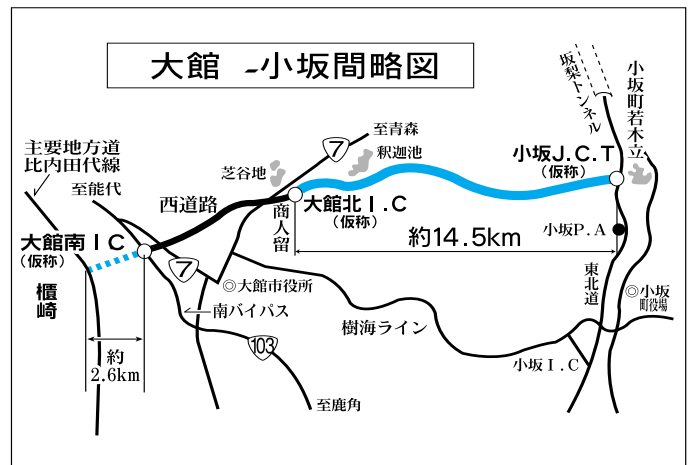 大館 -小坂間略図
坂梨トンネル
小坂町若木立
主要地方道
比内田代線
至能代
至青森
7
芝谷地
釈迦池
小坂J.C.T
(仮称)
西道路
商人留
大館北I.C
(仮称)
大館南IC
(仮称)
約14.5km
小坂P.A
7
◎大館市役所
東北道
◎小坂
町役場
櫃崎
南バイパス
樹海ライン
103
約
2.6km
小坂I.C
至鹿角